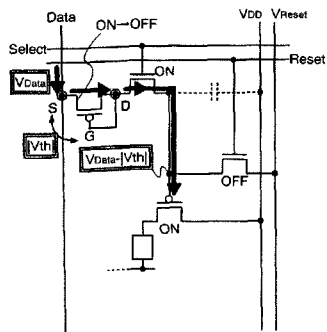 Data
VDD
VReset
ON→OFF
Select
Reset
ON
VData
S
D
G
|Vth|
VData-|Vth|
OFF
ON